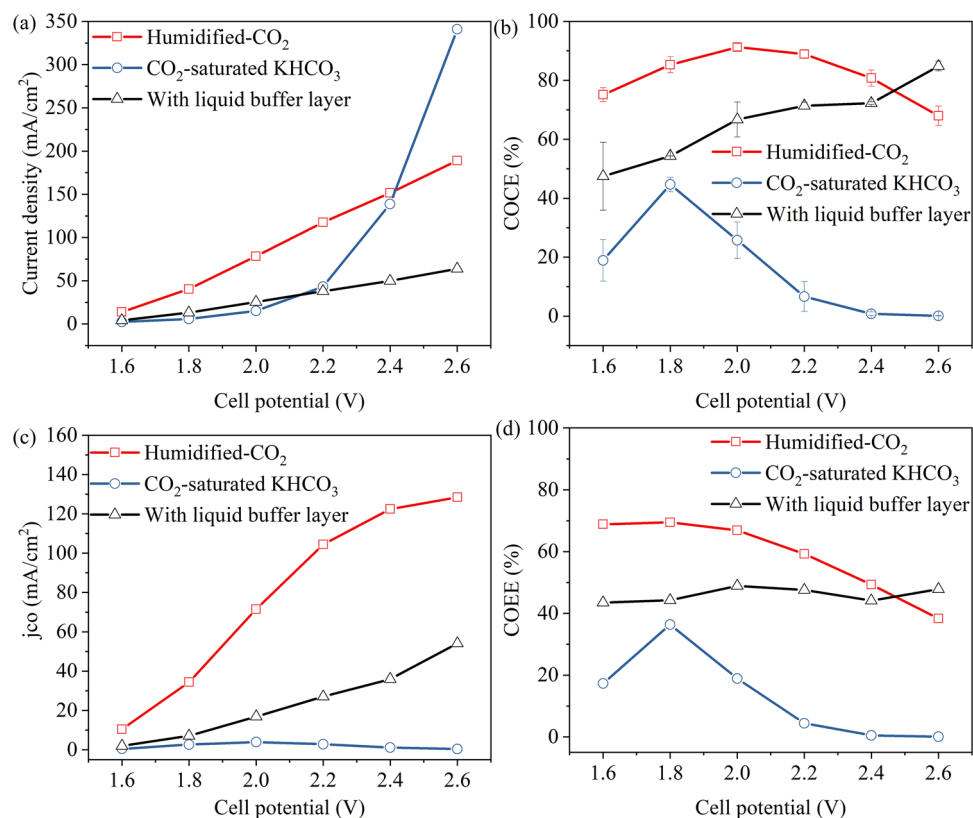 (a)
350
300
250
200
150
100
50
0
Current density (mA/cm²)
Humidified-CO₂
CO₂-saturated KHCO₃
With liquid buffer layer
1.6 1.8 2.0 2.2 2.4 2.6
Cell potential (V)
(b)
100
80
60
40
20
0
COCE (%)
Humidified-CO₂
CO₂-saturated KHCO₃
With liquid buffer layer
1.6 1.8 2.0 2.2 2.4 2.6
Cell potential (V)
(c)
160
140
120
100
80
60
40
20
0
jco (mA/cm²)
Humidified-CO₂
CO₂-saturated KHCO₃
With liquid buffer layer
1.6 1.8 2.0 2.2 2.4 2.6
Cell potential (V)
(d)
100
80
60
40
20
0
COEE (%)
Humidified-CO₂
CO₂-saturated KHCO₃
With liquid buffer layer
1.6 1.8 2.0 2.2 2.4 2.6
Cell potential (V)